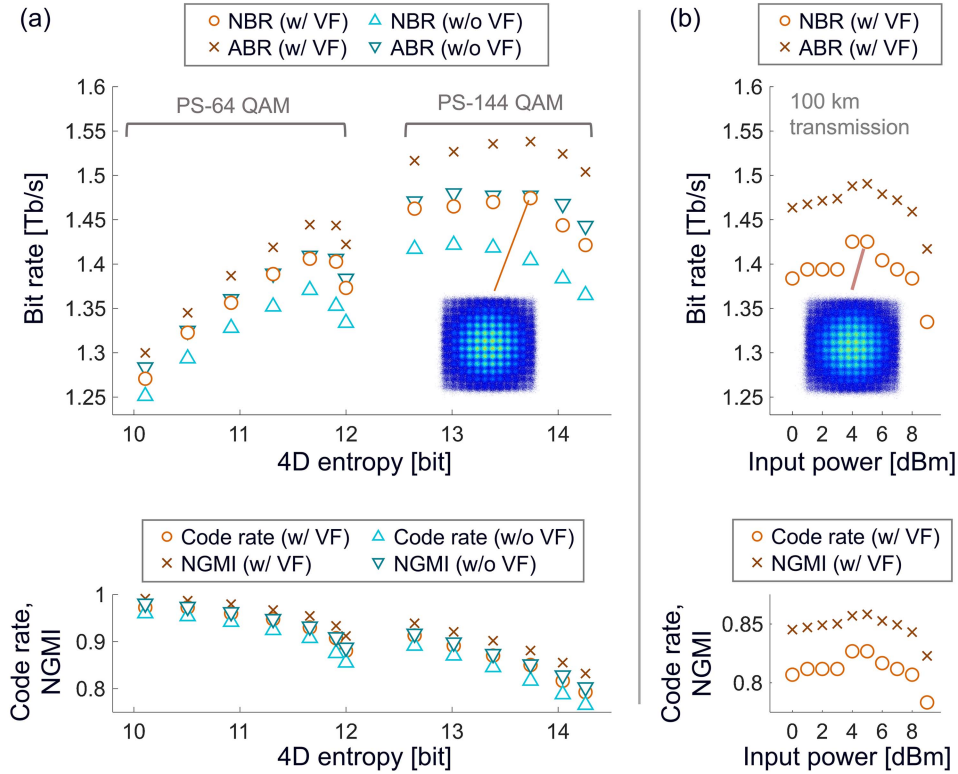 (a)
NBR (w/ VF)
NBR (w/o VF)
ABR (w/ VF)
ABR (w/o VF)
Bit rate [Tb/s]
1.6
1.55
1.5
1.45
1.4
1.35
1.3
1.25
PS-64 QAM
PS-144 QAM
10
11
12
13
14
4D entropy [bit]
Code rate (w/ VF)
Code rate (w/o VF)
NGMI (w/ VF)
NGMI (w/o VF)
Code rate,
NGMI
1
0.9
0.8
10
11
12
13
14
4D entropy [bit]
(b)
NBR (w/ VF)
ABR (w/ VF)
Bit rate [Tb/s]
1.6
1.55
1.5
1.45
1.4
1.35
1.3
1.25
100 km
transmission
0
2
4
6
8
Input power [dBm]
Code rate (w/ VF)
NGMI (w/ VF)
Code rate,
NGMI
0.85
0.8
0
2
4
6
8
Input power [dBm]